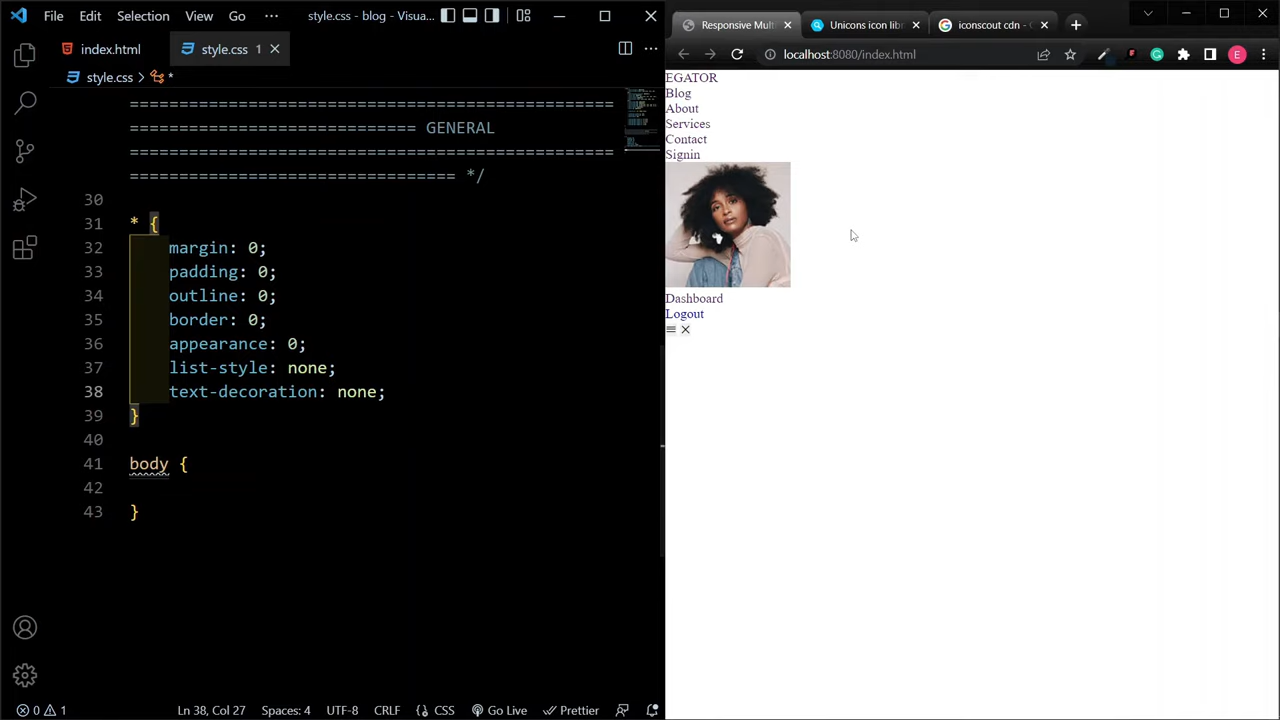 File Edit Selection View Go ··· style.css - blog - Visua...
index.html style.css 1
style.css > *
=================================================
============================= GENERAL
=================================================
================================= */
30
31 * {
32 margin: 0;
33 padding: 0;
34 outline: 0;
35 border: 0;
36 appearance: 0;
37 list-style: none;
38 text-decoration: none;
39 }
40
41 body {
42
43 }
0 1 Ln 38, Col 27 Spaces: 4 UTF-8 CRLF {} CSS Go Live Prettier
Responsive Mult Unicons icon libr iconscout cdn - G
localhost:8080/index.html E
EGATOR
Blog
About
Services
Contact
Signin
Dashboard
Logout